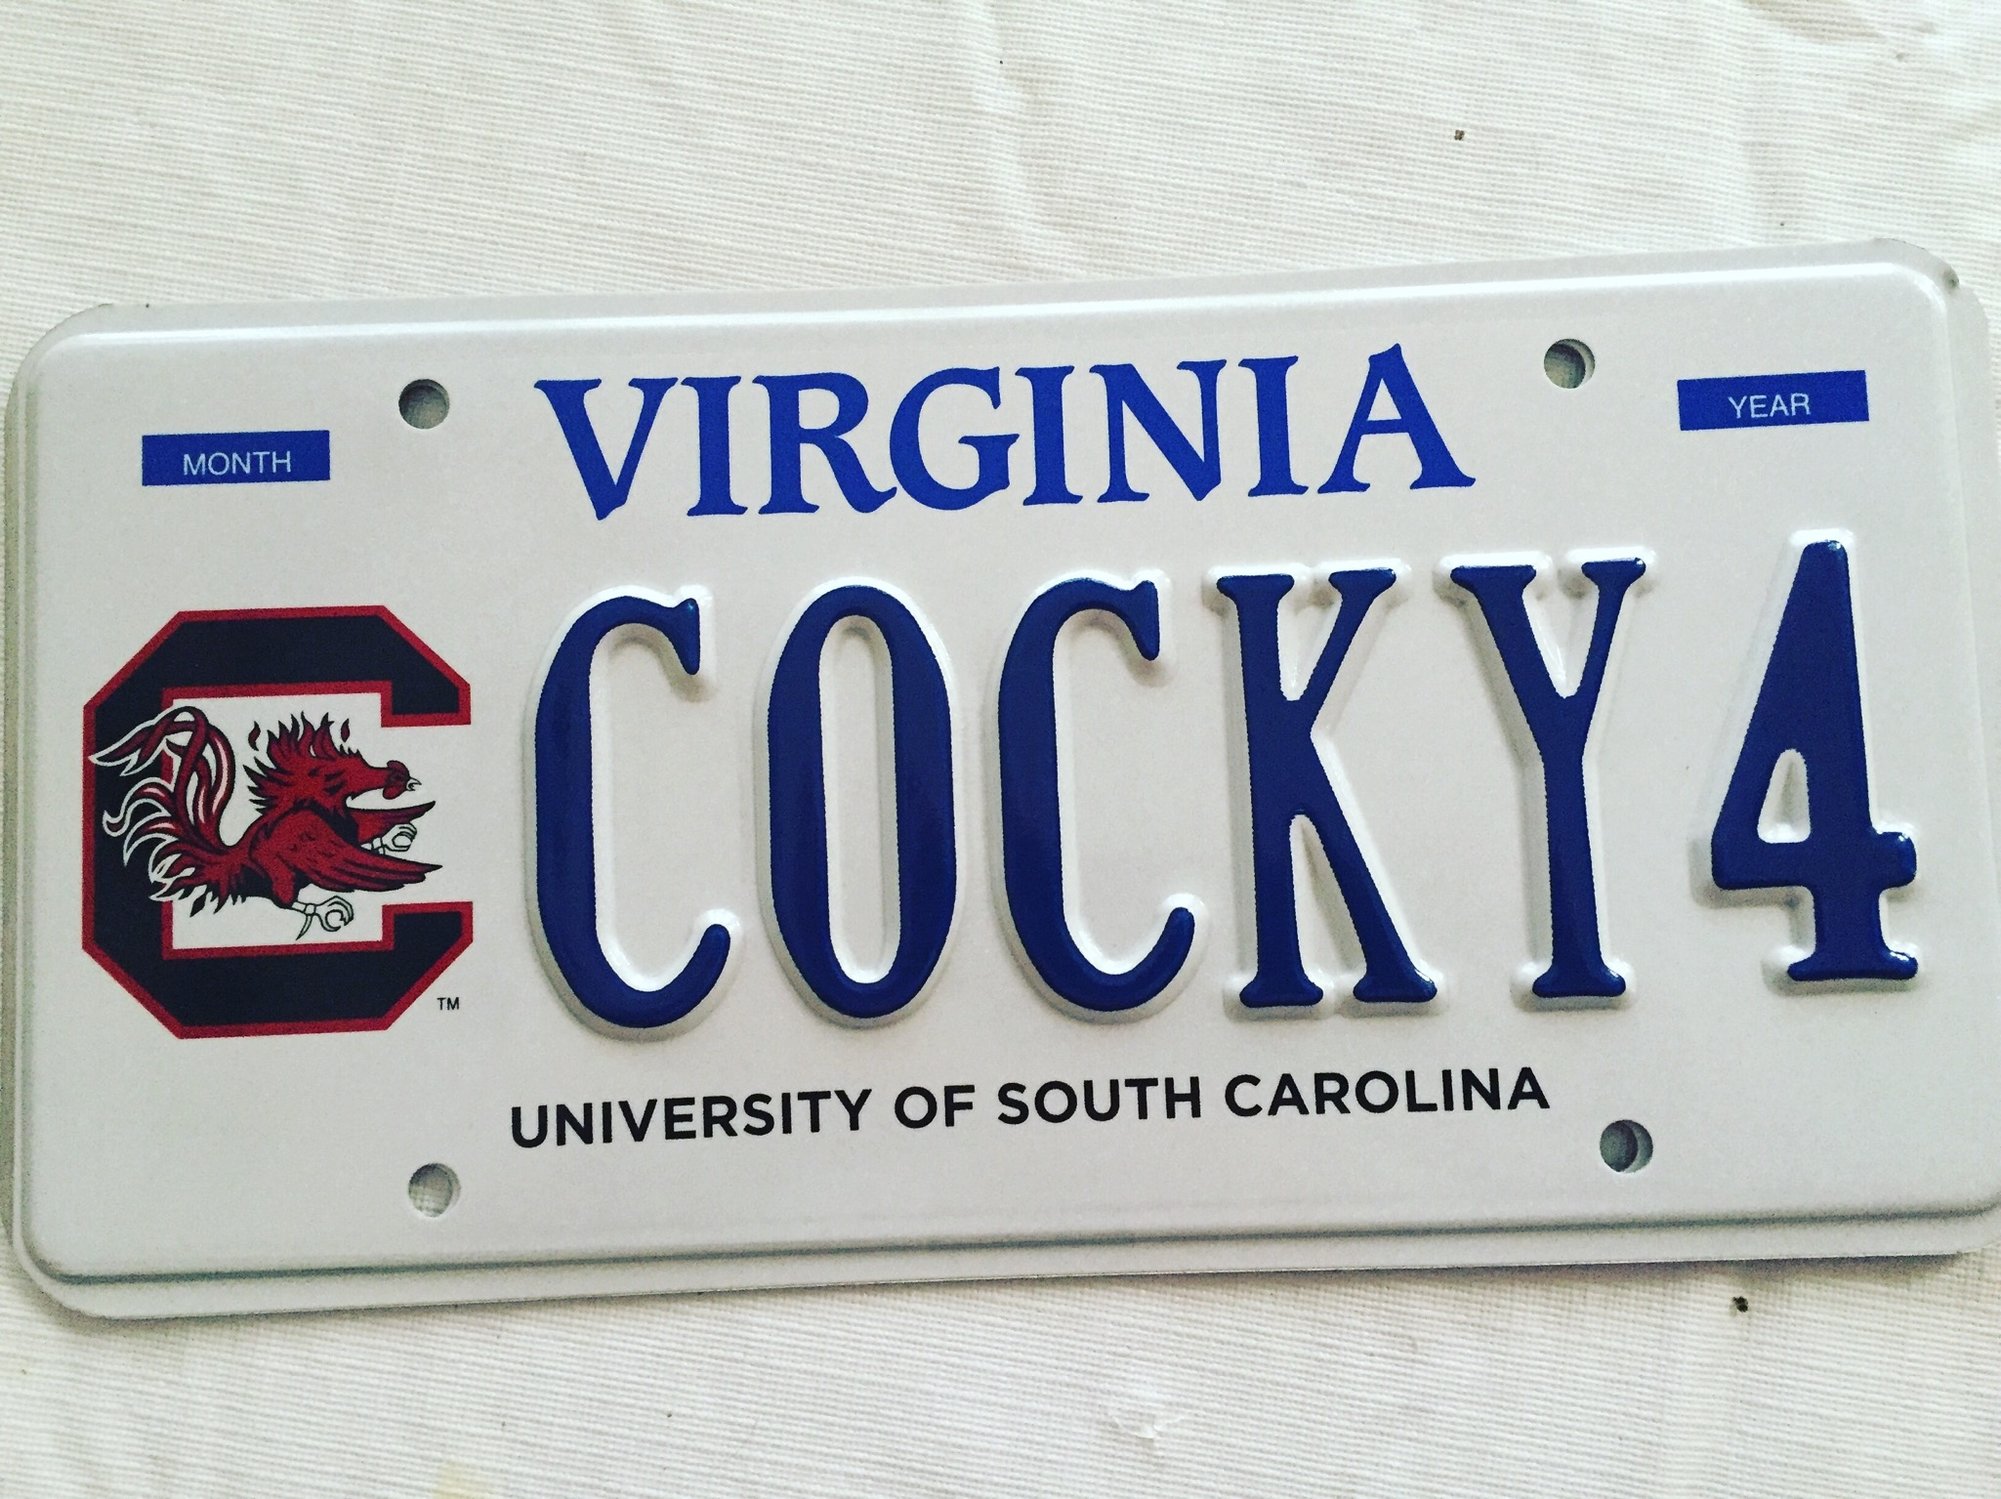 VIRGINIA
MONTH
YEAR
COCKY4
TM
UNIVERSITY OF SOUTH CAROLINA